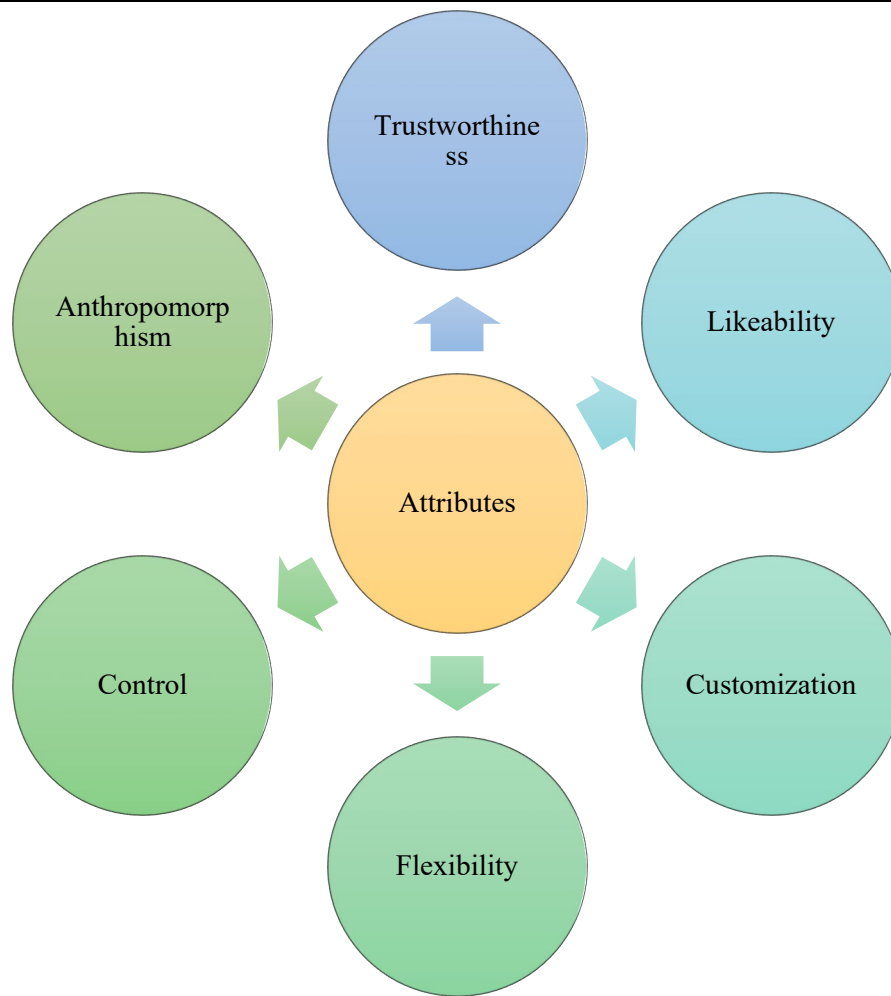 Trustworthine
ss
Anthropomorp
hism
Likeability
Attributes
Control
Customization
Flexibility